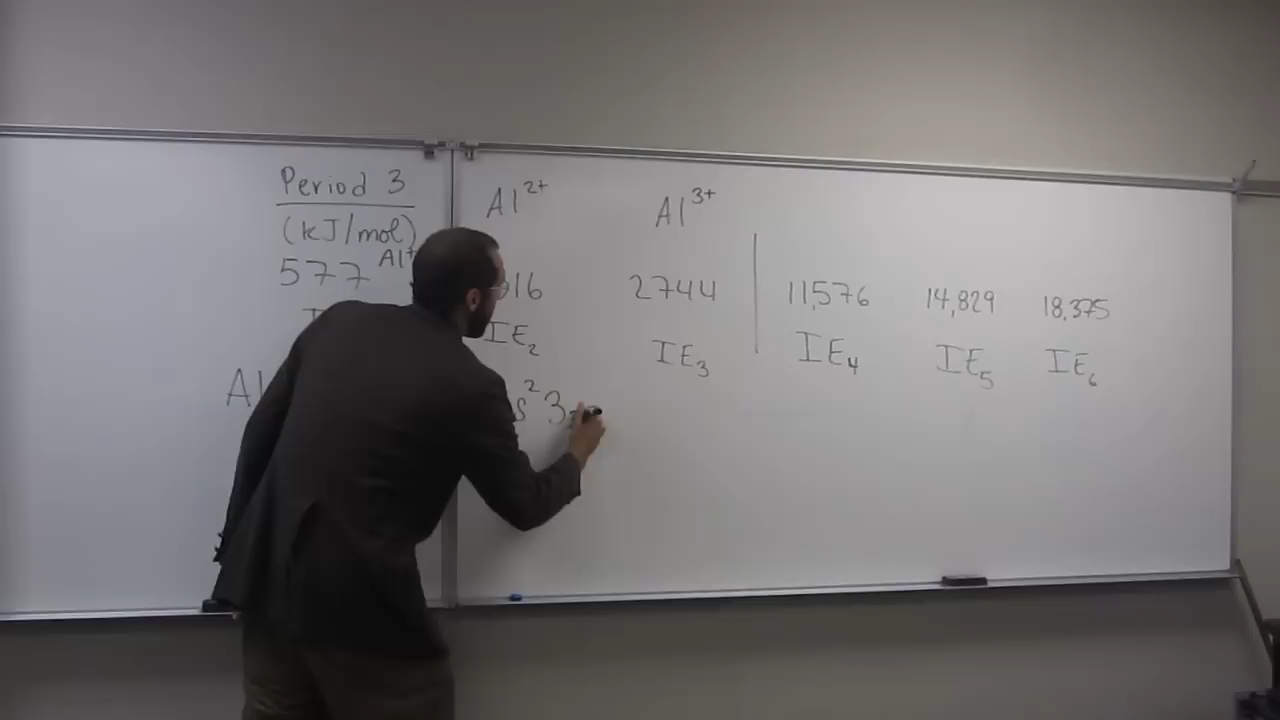 Period 3
(kJ/mol)
Al²⁺ Al³⁺
577 Al⁺ 16 2744 11,576 14,829 18,375
IE₂ IE₃ IE₄ IE₅ IE₆
Al s² 3